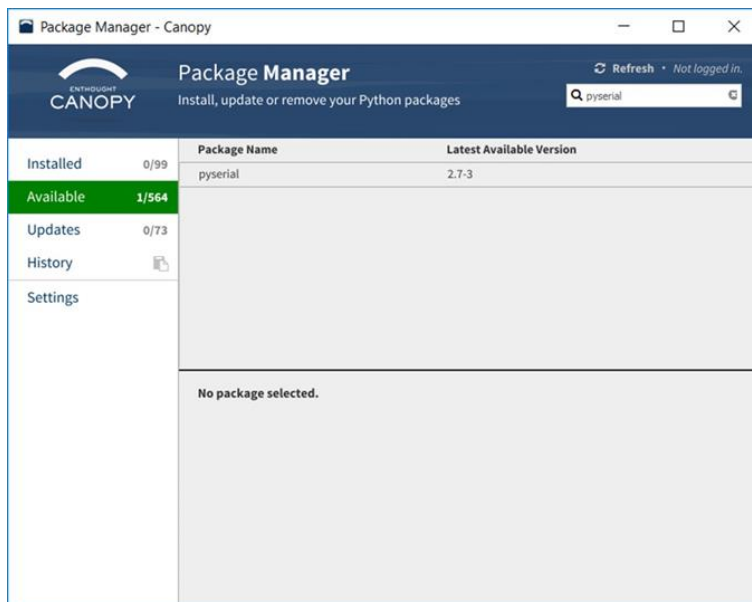 Package Manager - Canopy
ENTHOUGHT
CANOPY
Package Manager
Install, update or remove your Python packages
Refresh • Not logged in.
pyserial
Installed 0/99
Available 1/564
Updates 0/73
History
Settings
Package Name Latest Available Version
pyserial 2.7-3
No package selected.